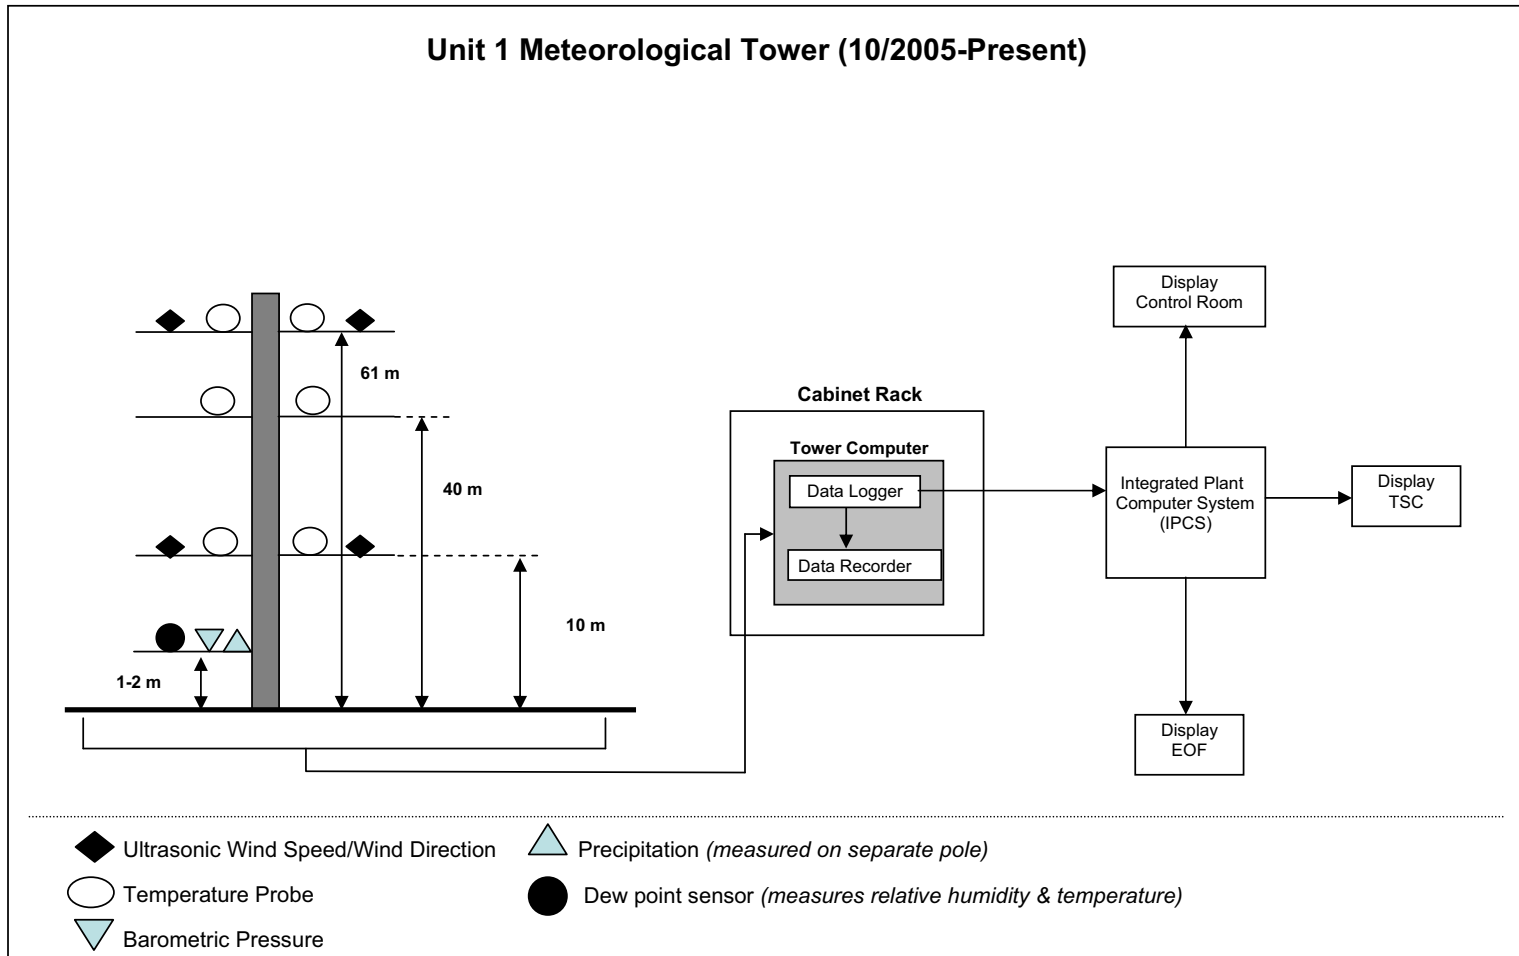 Unit 1 Meteorological Tower (10/2005-Present)
61 m
40 m
10 m
1-2 m
Cabinet Rack
Tower Computer
Data Logger
Data Recorder
Display
Control Room
Integrated Plant
Computer System
(IPCS)
Display
TSC
Display
EOF
Ultrasonic Wind Speed/Wind Direction
Temperature Probe
Barometric Pressure
Precipitation (measured on separate pole)
Dew point sensor (measures relative humidity & temperature)